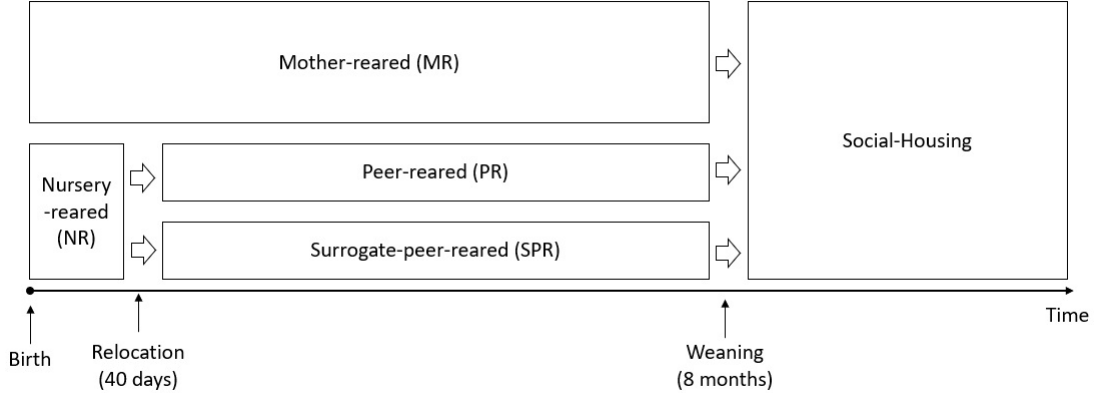 Mother-reared (MR)
Social-Housing
Nursery
-reared
(NR)
Peer-reared (PR)
Surrogate-peer-reared (SPR)
Time
Birth
Relocation
(40 days)
Weaning
(8 months)